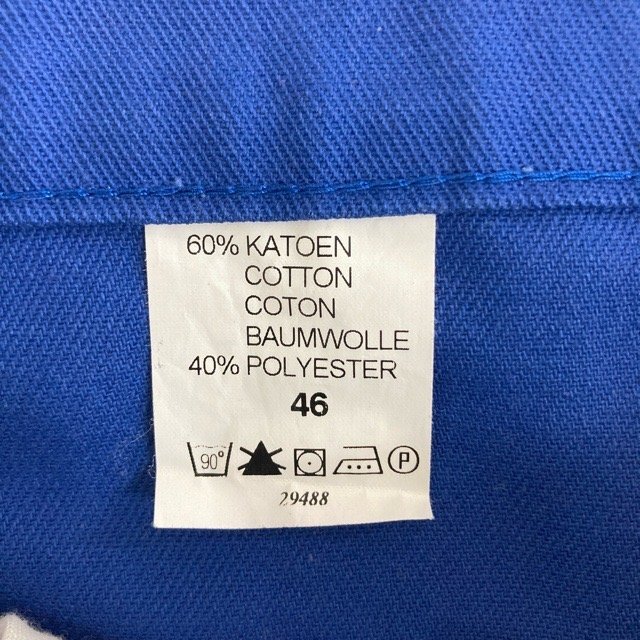 60% KATOEN
COTTON
COTON
BAUMWOLLE
40% POLYESTER
46
90° P
29488